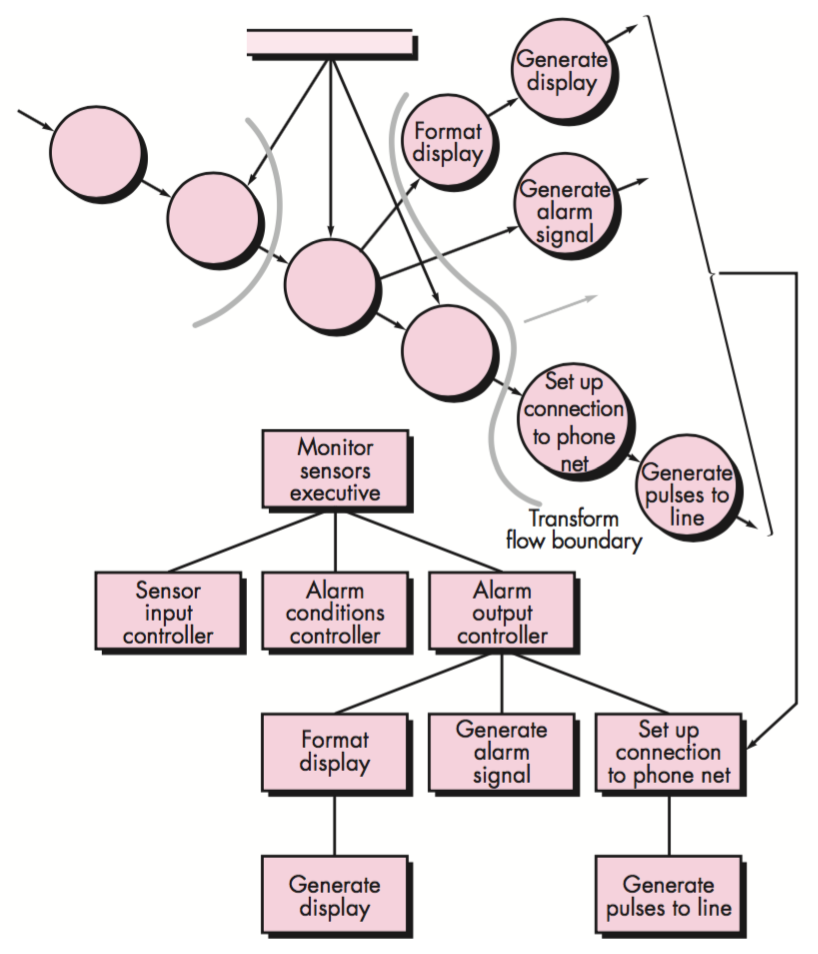 Generate
display
Format
display
Generate
alarm
signal
Set up
connection
to phone
net
Generate
pulses to
line
Transform
flow boundary
Monitor
sensors
executive
Sensor
input
controller
Alarm
conditions
controller
Alarm
output
controller
Format
display
Generate
alarm
signal
Set up
connection
to phone net
Generate
display
Generate
pulses to line